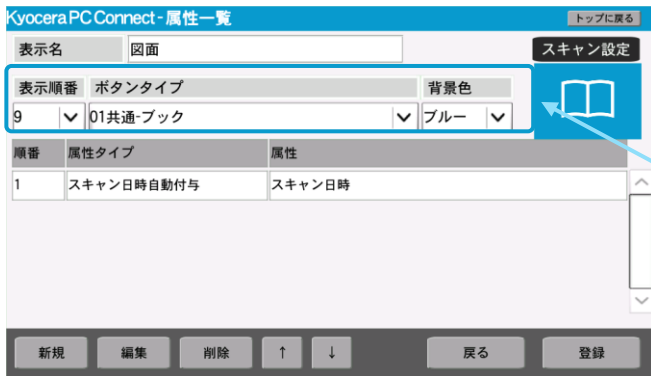 Kyocera PC Connect - 属性一覧 トップに戻る
表示名 図面 スキャン設定
表示順番 ボタンタイプ 背景色
9 01共通-ブック ブルー
順番 属性タイプ 属性
1 スキャン日時自動付与 スキャン日時
新規 編集 削除 ↑ ↓ 戻る 登録